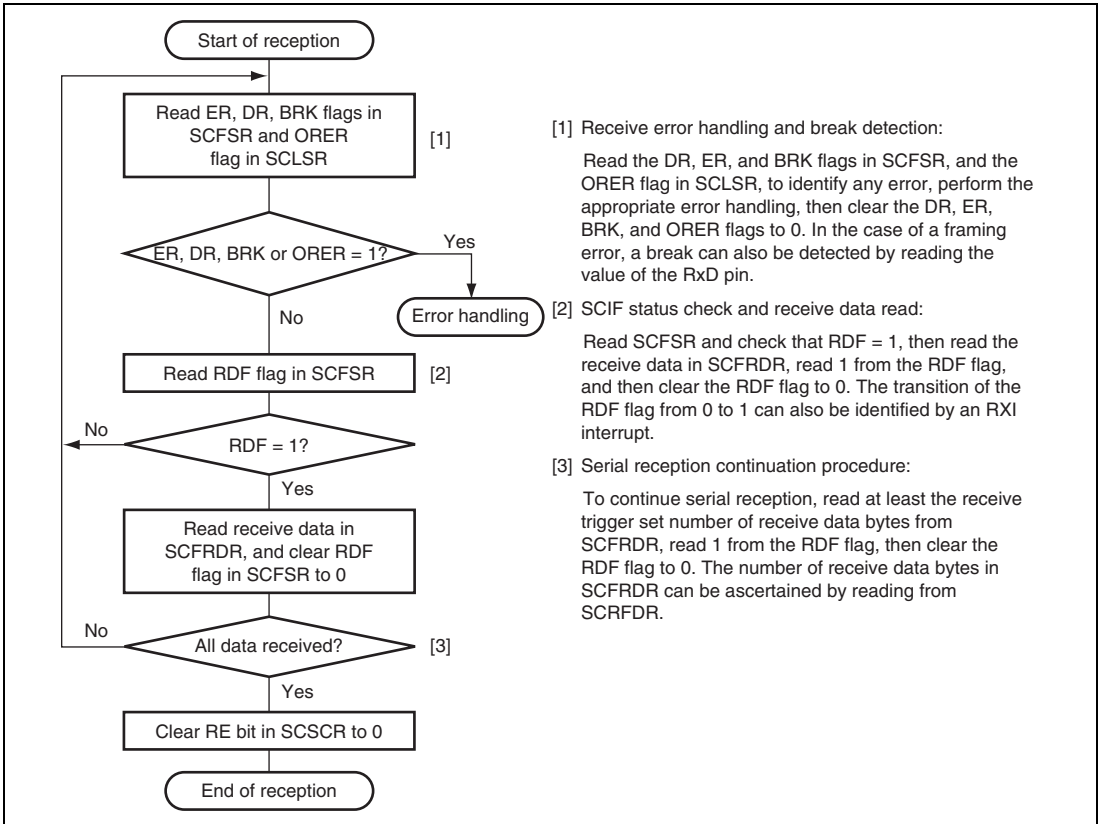 Start of reception
Read ER, DR, BRK flags in
SCFSR and ORER
flag in SCLSR
[1]
ER, DR, BRK or ORER = 1?
Yes
Error handling
No
Read RDF flag in SCFSR
[2]
No
RDF = 1?
Yes
Read receive data in
SCFRDR, and clear RDF
flag in SCFSR to 0
No
All data received?
[3]
Yes
Clear RE bit in SCSCR to 0
End of reception
[1] Receive error handling and break detection:
Read the DR, ER, and BRK flags in SCFSR, and the
ORER flag in SCLSR, to identify any error, perform the
appropriate error handling, then clear the DR, ER,
BRK, and ORER flags to 0. In the case of a framing
error, a break can also be detected by reading the
value of the RxD pin.
[2] SCIF status check and receive data read:
Read SCFSR and check that RDF = 1, then read the
receive data in SCFRDR, read 1 from the RDF flag,
and then clear the RDF flag to 0. The transition of the
RDF flag from 0 to 1 can also be identified by an RXI
interrupt.
[3] Serial reception continuation procedure:
To continue serial reception, read at least the receive
trigger set number of receive data bytes from
SCFRDR, read 1 from the RDF flag, then clear the
RDF flag to 0. The number of receive data bytes in
SCFRDR can be ascertained by reading from
SCRFDR.